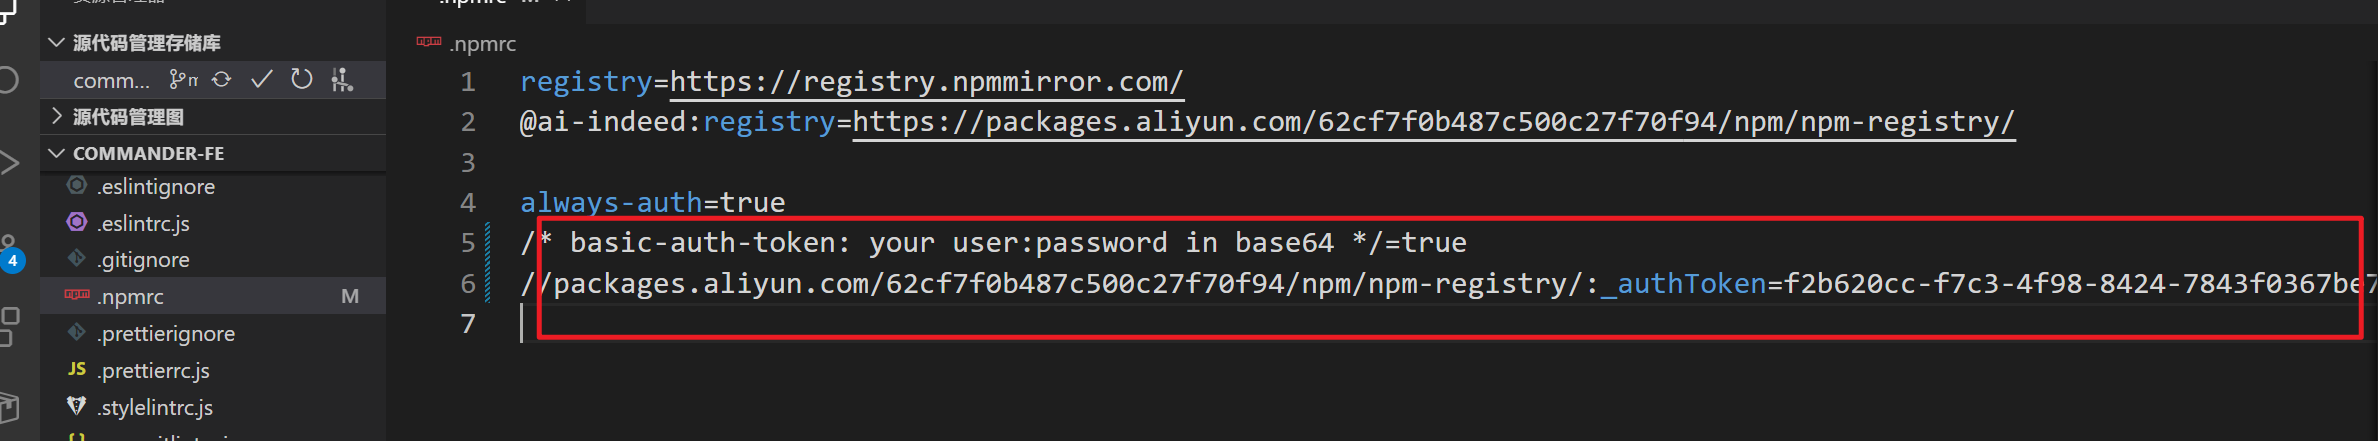 .npmrc M
源代码管理存储库
comm...
源代码管理图
COMMANDER-FE
.eslintignore
.eslintrc.js
.gitignore
.npmrc M
.prettierignore
.prettierrc.js
.stylelintrc.js
4
.npmrc
1 registry=https://registry.npmmirror.com/
2 @ai-indeed:registry=https://packages.aliyun.com/62cf7f0b487c500c27f70f94/npm/npm-registry/
3
4 always-auth=true
5 /* basic-auth-token: your user:password in base64 */=true
6 //packages.aliyun.com/62cf7f0b487c500c27f70f94/npm/npm-registry/:_authToken=f2b620cc-f7c3-4f98-8424-7843f0367be7
7